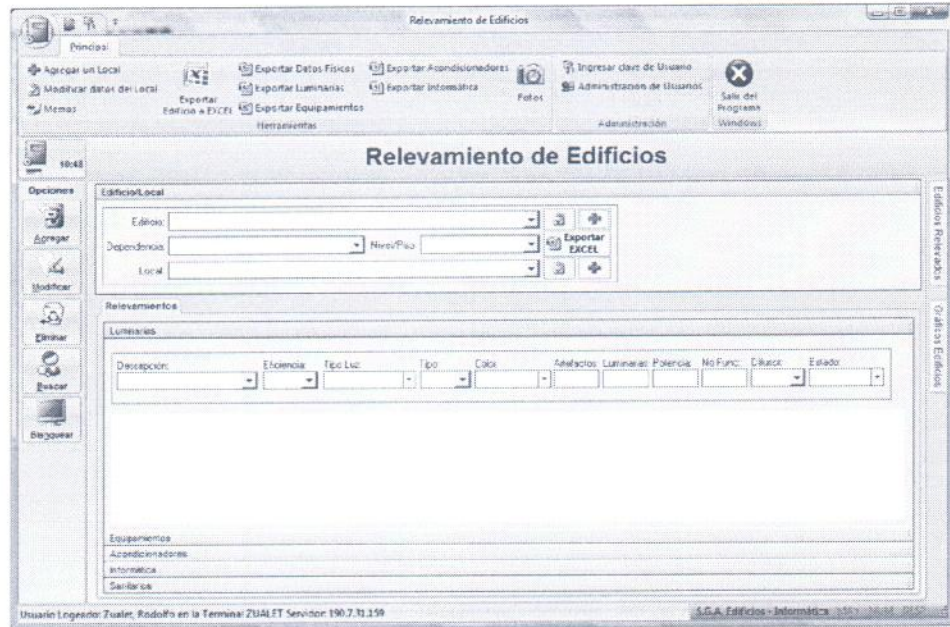 Relevamiento de Edificios
Principal
Agregar un Local
Modificar datos del Local
Memos
Exportar Edificio a EXCEL
Exportar Datos Físicos
Exportar Luminarias
Exportar Equipamientos
Exportar Acondicionadores
Exportar Informática
Fotos
Herramientas
Ingresar clave de Usuario
Administracion de Usuarios
Administración
Salir del Programa
Windows
10:48
Relevamiento de Edificios
Opciones
Agregar
Modificar
Eliminar
Buscar
Blanquear
Edificio/Local
Edificio:
Dependencia:
Nivel/Piso:
Exportar EXCEL
Local:
Edificios Relevados
Gráficos Edificios
Relevamientos
Luminarias
Descripción: Eficiencia: Tipo Luz: Tipo Color: Artefactos Luminarias: Potencia: No Func.: Difusor: Estado:
Equipamientos
Acondicionadores
Informática
Sanitarios
Usuario Logeado: Zualet, Rodolfo en la Terminal ZUALET Servidor: 190.7.31.159
S.G.A. Edificios - Informática